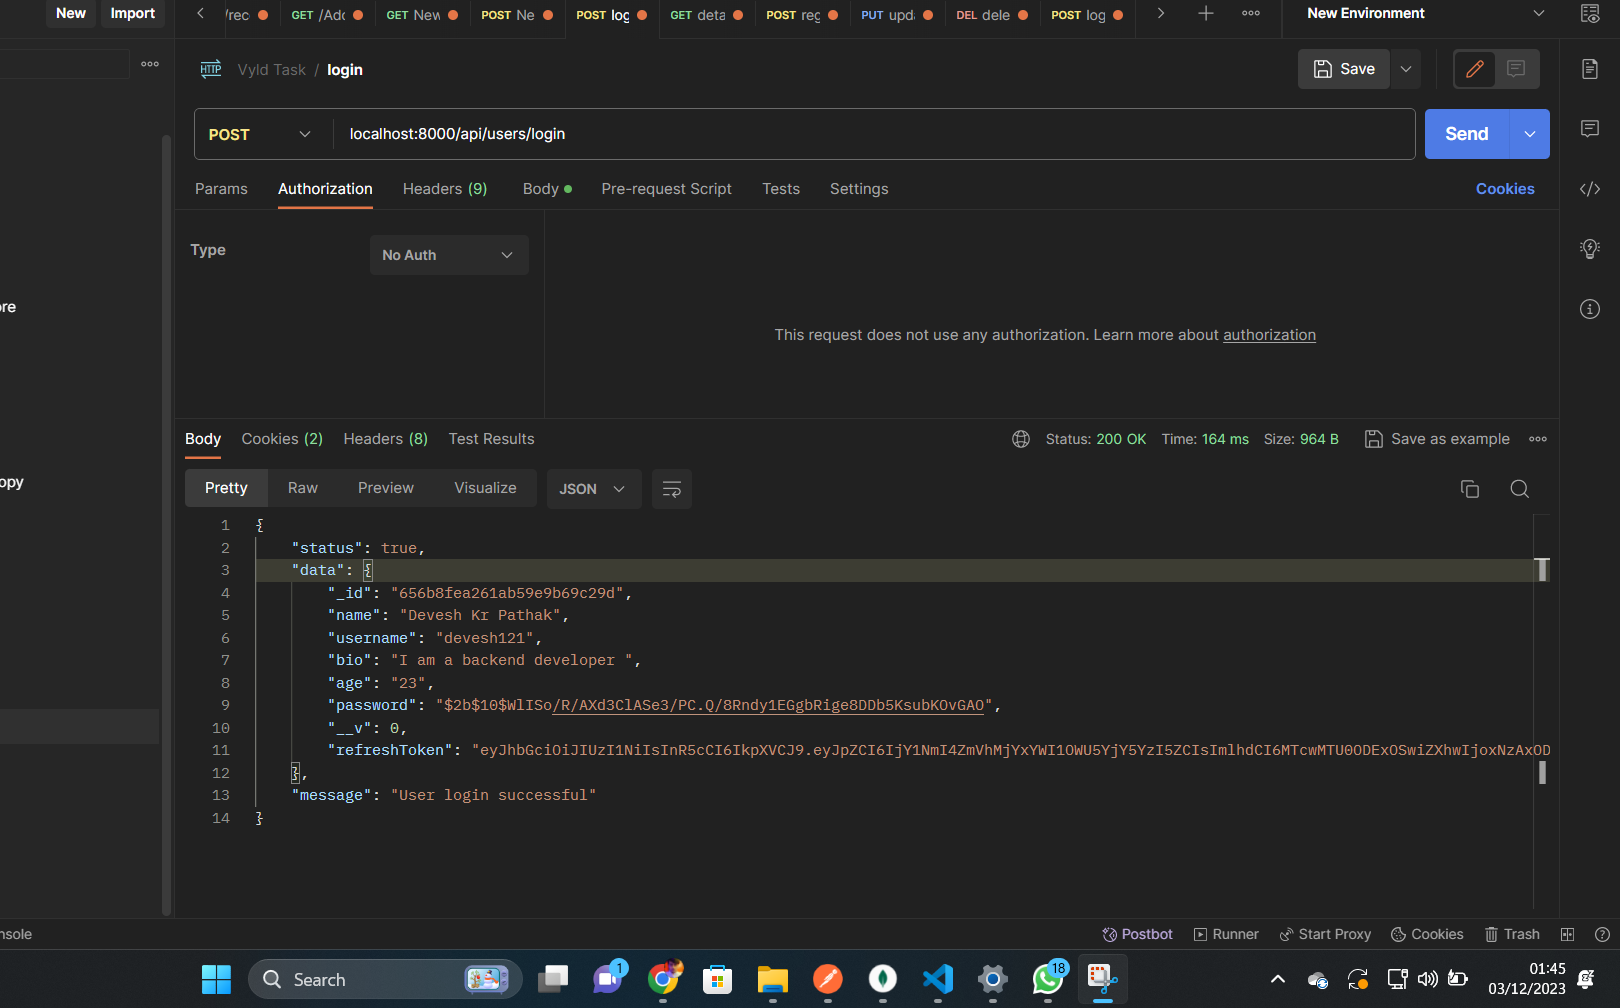 New
Import
/rec
GET /Adc
GET New
POST Ne
POST log
GET deta
POST reg
PUT upd
DEL dele
POST log
New Environment
HTTP
Vyld Task / login
Save
POST
localhost:8000/api/users/login
Send
Params
Authorization
Headers (9)
Body
Pre-request Script
Tests
Settings
Cookies
Type
No Auth
This request does not use any authorization. Learn more about authorization
ore
opy
Body
Cookies (2)
Headers (8)
Test Results
Status: 200 OK
Time: 164 ms
Size: 964 B
Save as example
Pretty
Raw
Preview
Visualize
JSON
1 {
2 "status": true,
3 "data": {
4 "_id": "656b8fea261ab59e9b69c29d",
5 "name": "Devesh Kr Pathak",
6 "username": "devesh121",
7 "bio": "I am a backend developer ",
8 "age": "23",
9 "password": "$2b$10$WlISo/R/AXd3ClASe3/PC.Q/8Rndy1EGgbRige8DDb5KsubKOvGAO",
10 "__v": 0,
11 "refreshToken": "eyJhbGciOiJIUzI1NiIsInR5cCI6IkpXVCJ9.eyJpZCI6IjY1NmI4ZmVhMjYxYWI1OWU5YjY5YzI5ZCIsImlhdCI6MTcwMTU0ODExOSwiZXhwIjoxNzAxOD
12 },
13 "message": "User login successful"
14 }
nsole
Postbot
Runner
Start Proxy
Cookies
Trash
Search
1
18
01:45
03/12/2023